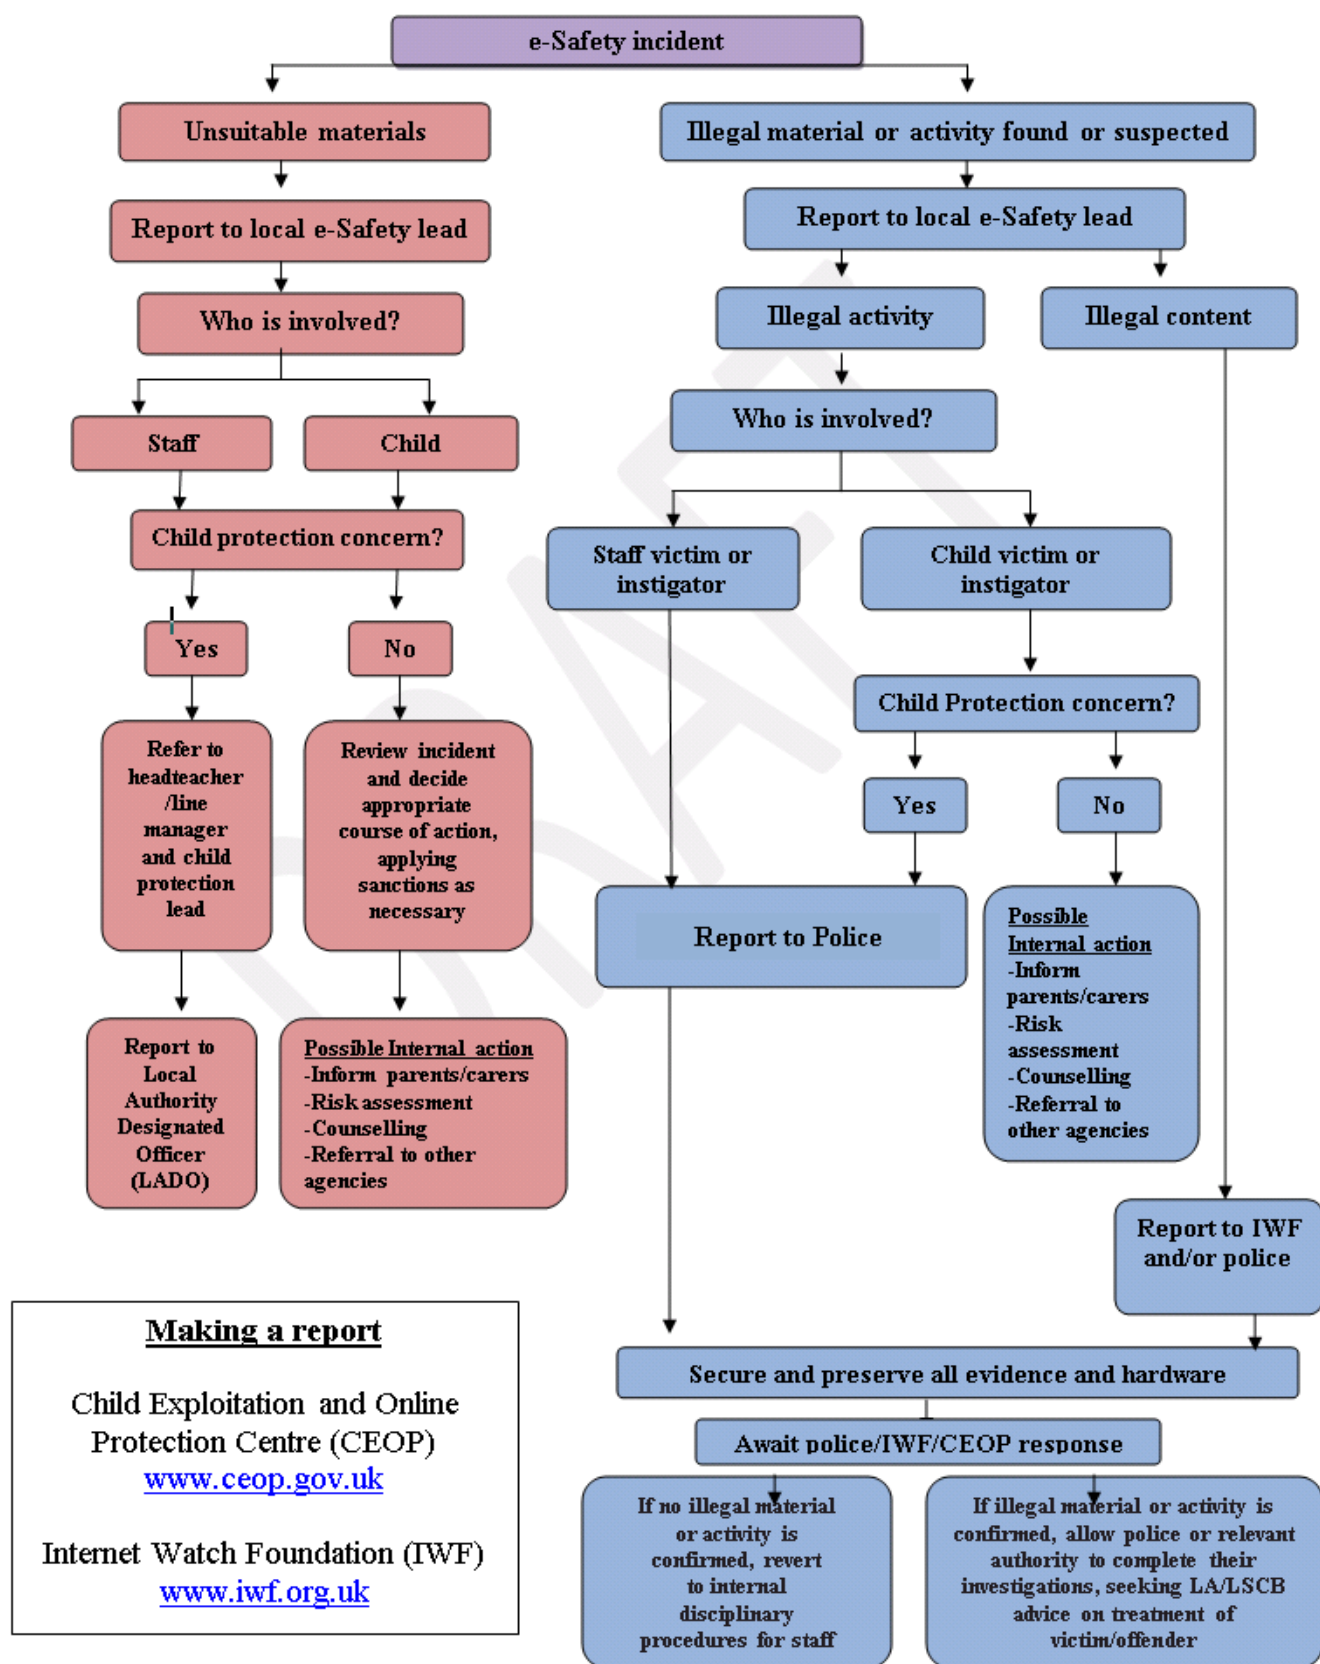 e-Safety incident
Unsuitable materials
Illegal material or activity found or suspected
Report to local e-Safety lead
Report to local e-Safety lead
Who is involved?
Illegal activity
Illegal content
Staff
Child
Who is involved?
Child protection concern?
Staff victim or
instigator
Child victim or
instigator
Yes
No
Child Protection concern?
Refer to
headteacher
/line
manager
and child
protection
lead
Review incident
and decide
appropriate
course of action,
applying
sanctions as
necessary
Yes
No
Report to Police
Possible
Internal action
-Inform
parents/carers
-Risk
assessment
-Counselling
-Referral to
other agencies
Report to
Local
Authority
Designated
Officer
(LADO)
Possible Internal action
-Inform parents/carers
-Risk assessment
-Counselling
-Referral to other
agencies
Report to IWF
and/or police
Making a report
Child Exploitation and Online
Protection Centre (CEOP)
www.ceop.gov.uk
Internet Watch Foundation (IWF)
www.iwf.org.uk
Secure and preserve all evidence and hardware
Await police/IWF/CEOP response
If no illegal material
or activity is
confirmed, revert
to internal
disciplinary
procedures for staff
If illegal material or activity is
confirmed, allow police or relevant
authority to complete their
investigations, seeking LA/LSCB
advice on treatment of
victim/offender
DRAFT